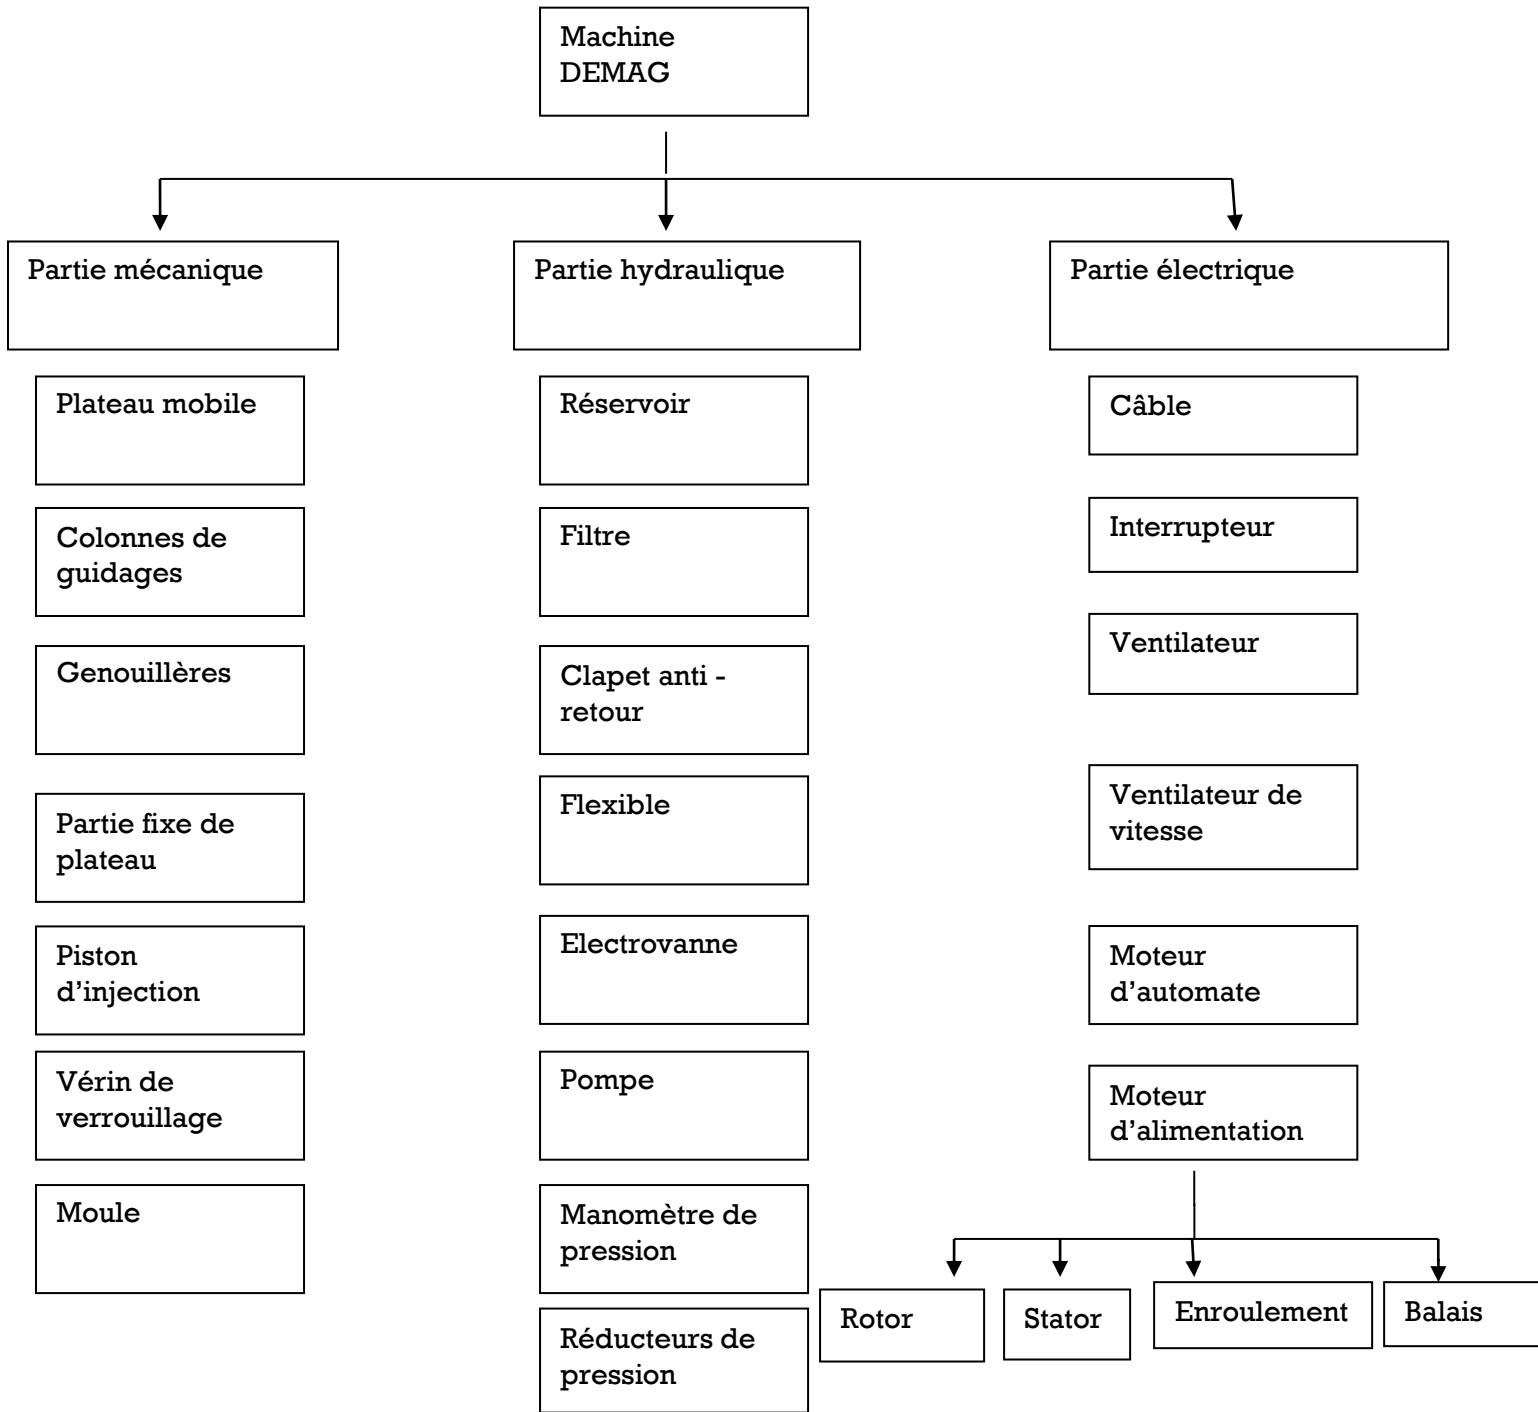 Machine
DEMAG
Partie mécanique
Partie hydraulique
Partie électrique
Plateau mobile
Colonnes de
guidages
Genouillères
Partie fixe de
plateau
Piston
d’injection
Vérin de
verrouillage
Moule
Réservoir
Filtre
Clapet anti -
retour
Flexible
Electrovanne
Pompe
Manomètre de
pression
Réducteurs de
pression
Câble
Interrupteur
Ventilateur
Ventilateur de
vitesse
Moteur
d’automate
Moteur
d’alimentation
Rotor
Stator
Enroulement
Balais